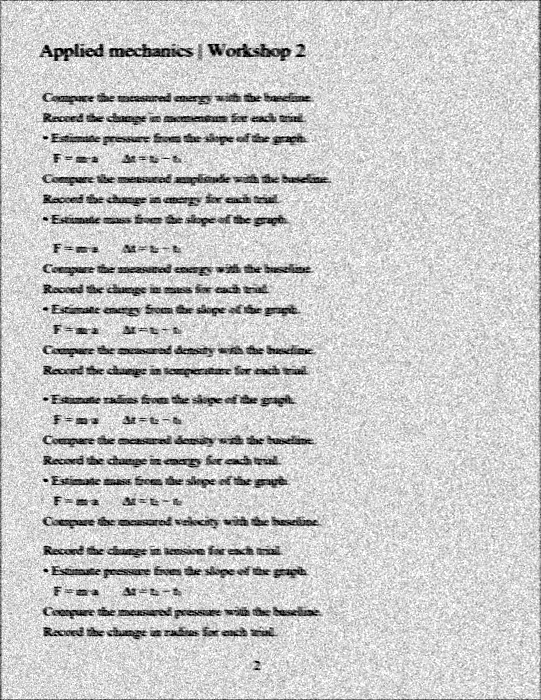 Applied mechanics | Workshop 2
Compare the measured energy with the baseline.
Record the change in momentum for each trial.
• Estimate pressure from the slope of the graph.
F = m·a Δt = t₂ − t₁
Compare the measured amplitude with the baseline.
Record the change in energy for each trial.
• Estimate mass from the slope of the graph.
F = m·a Δt = t₂ − t₁
Compare the measured energy with the baseline.
Record the change in mass for each trial.
• Estimate energy from the slope of the graph.
F = m·a Δt = t₂ − t₁
Compare the measured density with the baseline.
Record the change in temperature for each trial.
• Estimate radius from the slope of the graph.
F = m·a Δt = t₂ − t₁
Compare the measured density with the baseline.
Record the change in energy for each trial.
• Estimate mass from the slope of the graph.
F = m·a Δt = t₂ − t₁
Compare the measured velocity with the baseline.
Record the change in tension for each trial.
• Estimate pressure from the slope of the graph.
F = m·a Δt = t₂ − t₁
Compare the measured pressure with the baseline.
Record the change in radius for each trial.
2